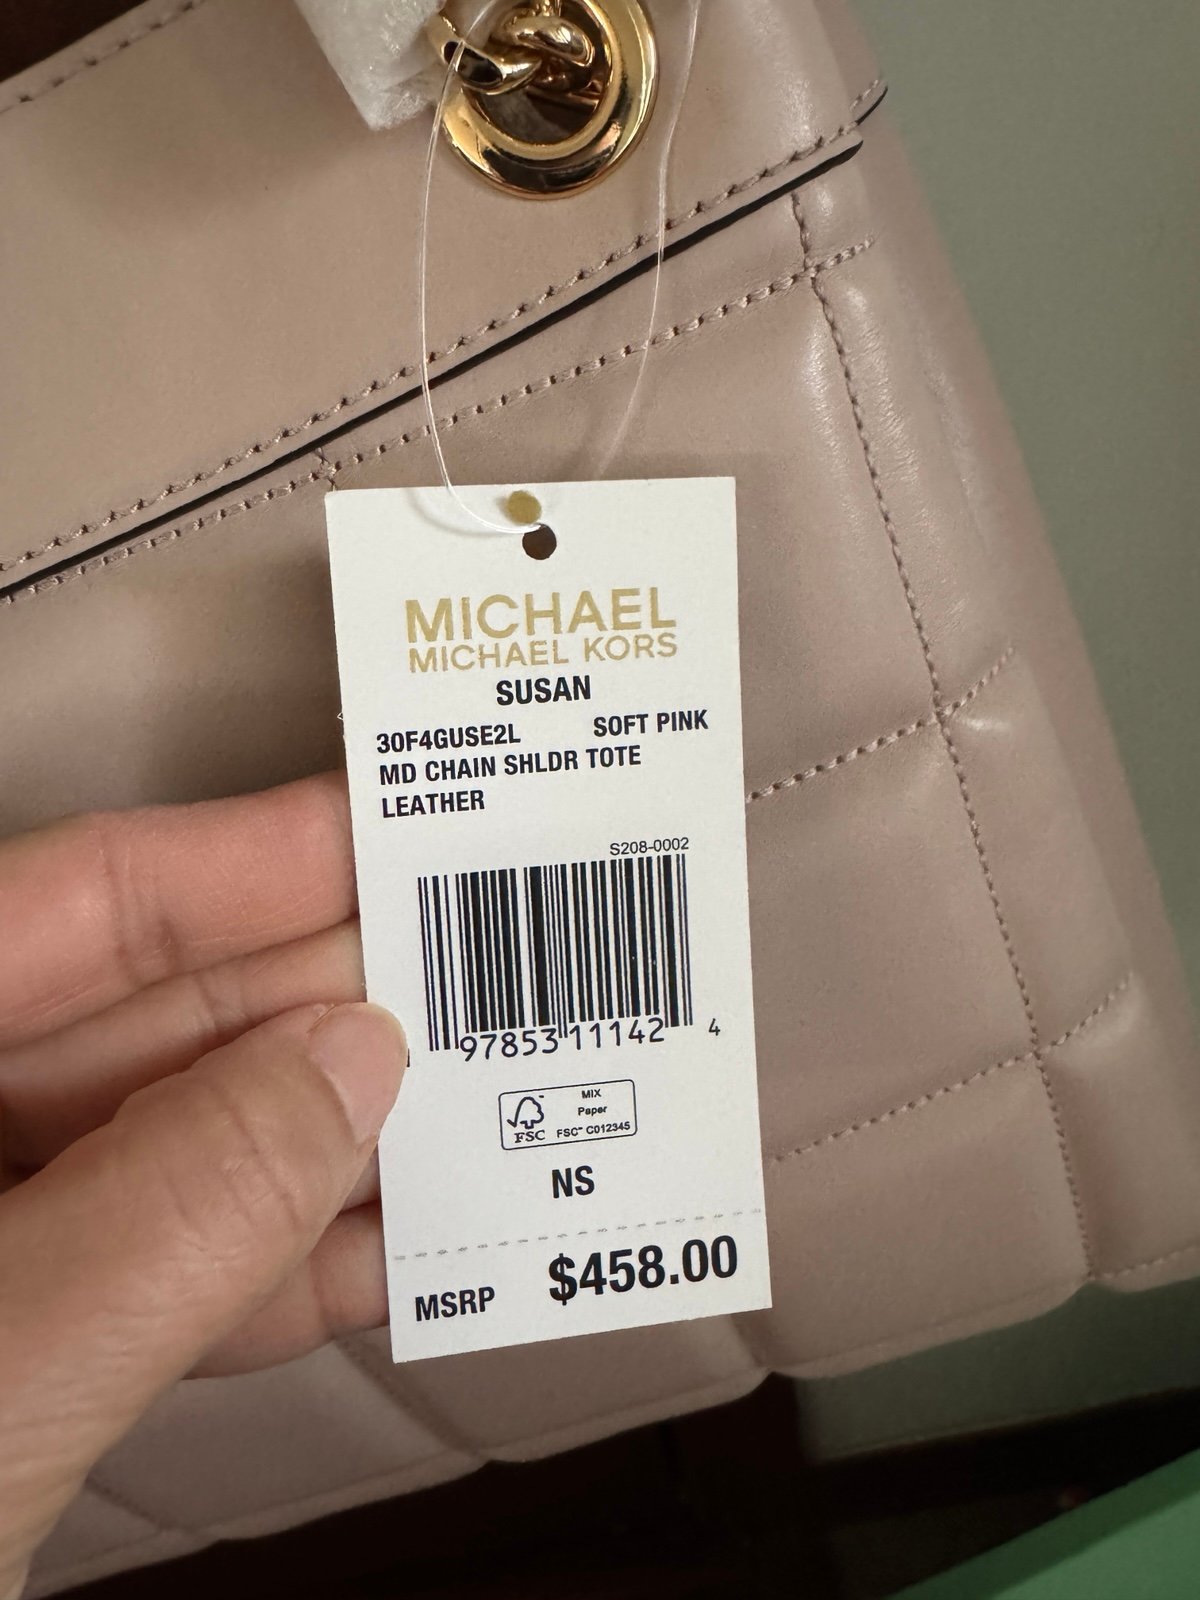 MICHAEL
MICHAEL KORS
SUSAN
30F4GUSE2L SOFT PINK
MD CHAIN SHLDR TOTE
LEATHER
S208-0002
97853 11142 4
MIX
Paper
FSC FSC™ C012345
NS
MSRP $458.00